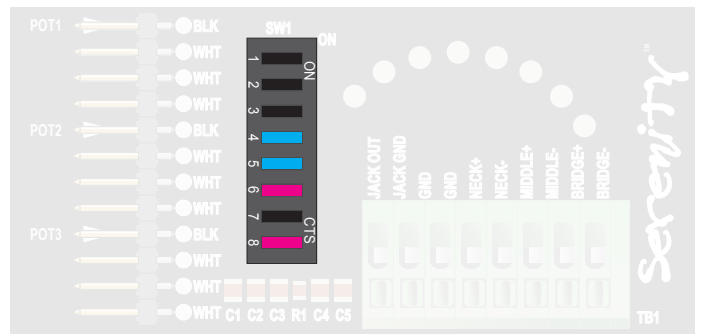 POT1
BLK
WHT
WHT
WHT
POT2
BLK
WHT
WHT
WHT
POT3
BLK
WHT
WHT
WHT
SW1
ON
1
2
3
4
5
6
7
8
ON
CTS
C1 C2 C3 R1 C4 C5
JACK OUT
JACK GND
GND
GND
NECK+
NECK-
MIDDLE+
MIDDLE-
BRIDGE+
BRIDGE-
TB1